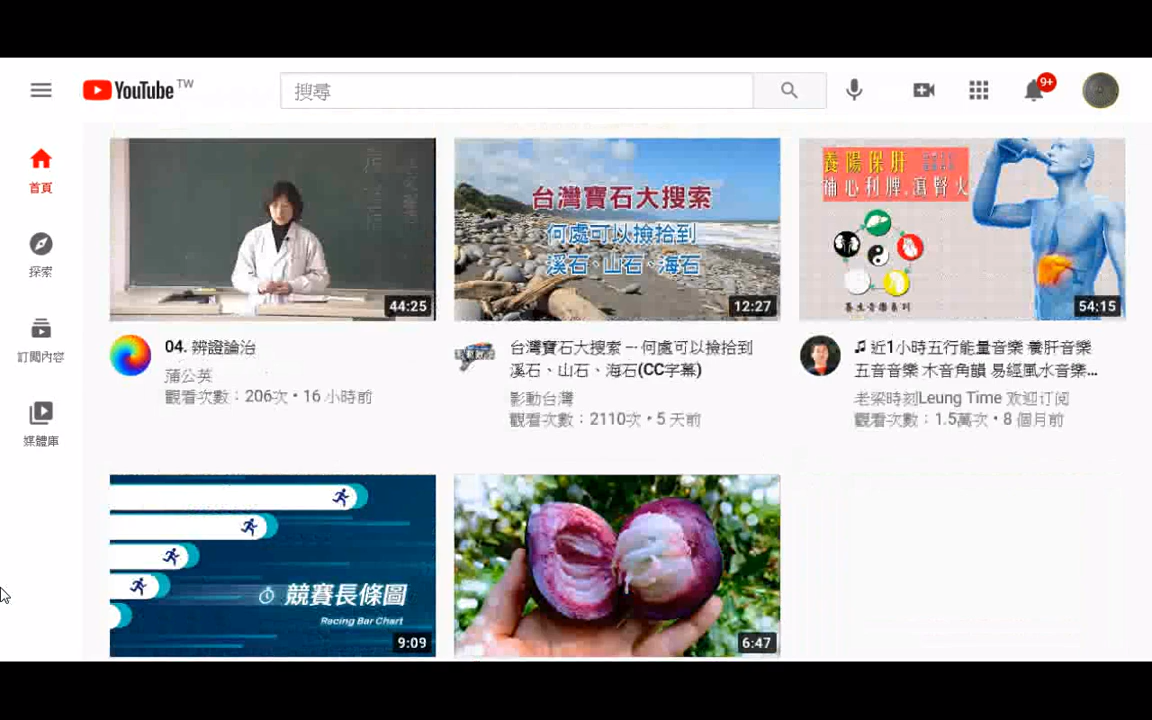 YouTube TW
搜尋
9+
首頁
探索
訂閱內容
媒體庫
44:25
台灣寶石大搜索
何處可以撿拾到
溪石、山石、海石
12:27
養陽保肝
補心利脾.瀉腎火
養生音樂系列
54:15
04. 辨證論治
蒲公英
觀看次數：206次 • 16 小時前
台灣寶石大搜索 -- 何處可以撿拾到
溪石、山石、海石(CC字幕)
影動台灣
觀看次數：2110次 • 5 天前
♫ 近1小時五行能量音樂 養肝音樂
五音音樂 木音角韻 易經風水音樂...
老梁時刻Leung Time 欢迎订阅
觀看次數：1.5萬次 • 8 個月前
競賽長條圖
Racing Bar Chart
9:09
6:47